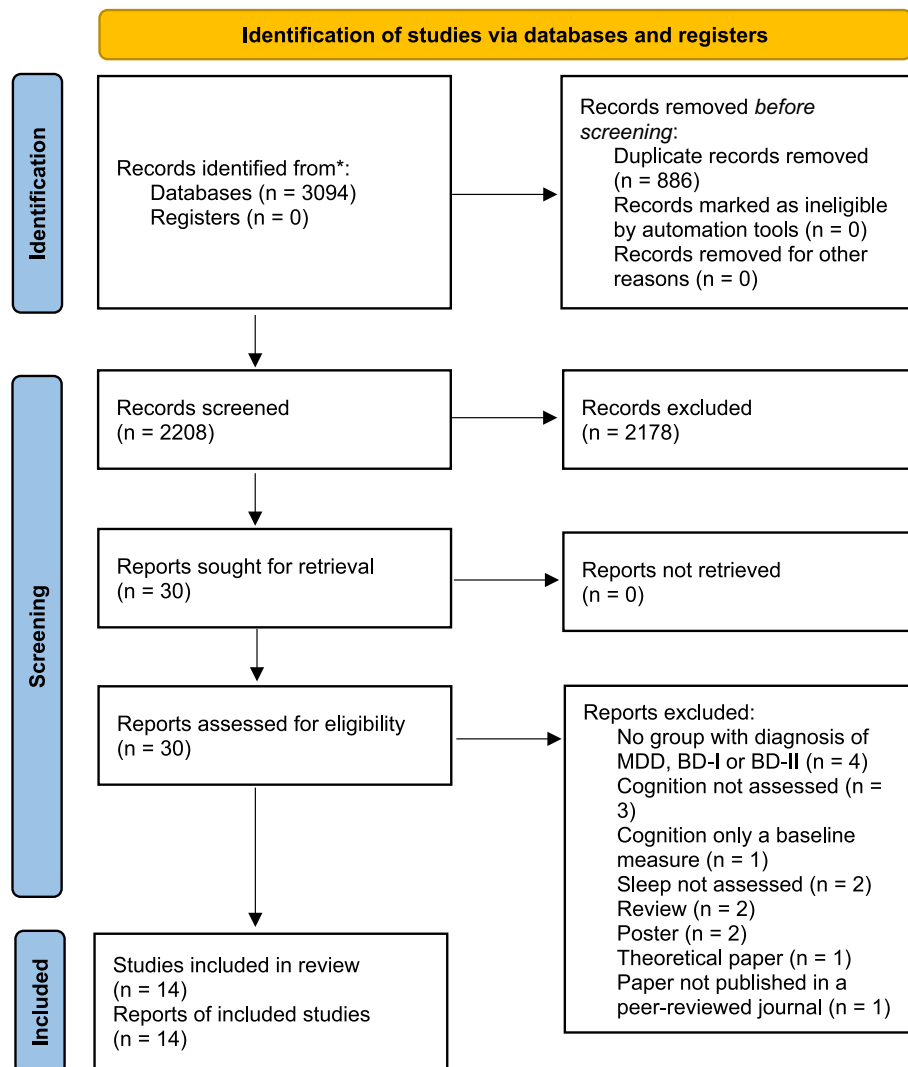 Identification of studies via databases and registers
Identification
Records identified from*:
Databases (n = 3094)
Registers (n = 0)
Records removed before
screening:
Duplicate records removed
(n = 886)
Records marked as ineligible
by automation tools (n = 0)
Records removed for other
reasons (n = 0)
Screening
Records screened
(n = 2208)
Records excluded
(n = 2178)
Reports sought for retrieval
(n = 30)
Reports not retrieved
(n = 0)
Reports assessed for eligibility
(n = 30)
Reports excluded:
No group with diagnosis of
MDD, BD-I or BD-II (n = 4)
Cognition not assessed (n =
3)
Cognition only a baseline
measure (n = 1)
Sleep not assessed (n = 2)
Review (n = 2)
Poster (n = 2)
Theoretical paper (n = 1)
Paper not published in a
peer-reviewed journal (n = 1)
Included
Studies included in review
(n = 14)
Reports of included studies
(n = 14)